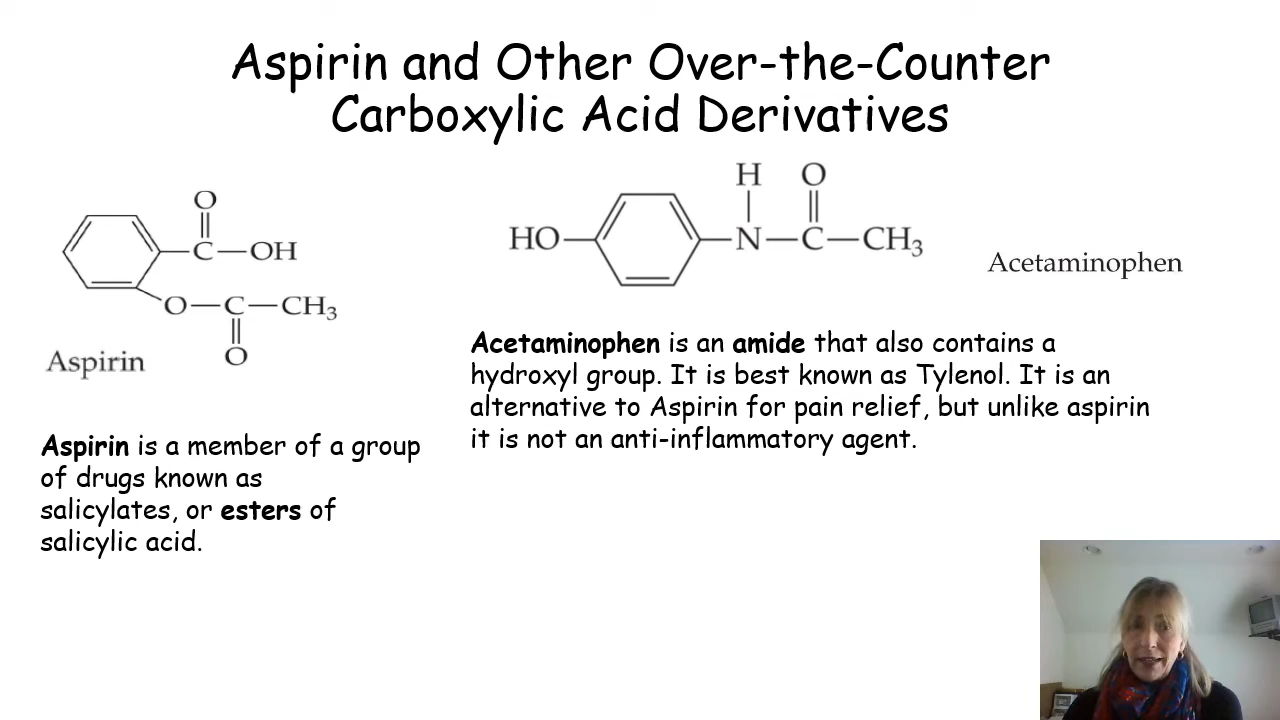 Aspirin and Other Over-the-Counter
Carboxylic Acid Derivatives
O
C—OH
O—C—CH₃
O
Aspirin
H O
HO— —N—C—CH₃
Acetaminophen
Aspirin is a member of a group
of drugs known as
salicylates, or esters of
salicylic acid.
Acetaminophen is an amide that also contains a
hydroxyl group. It is best known as Tylenol. It is an
alternative to Aspirin for pain relief, but unlike aspirin
it is not an anti-inflammatory agent.